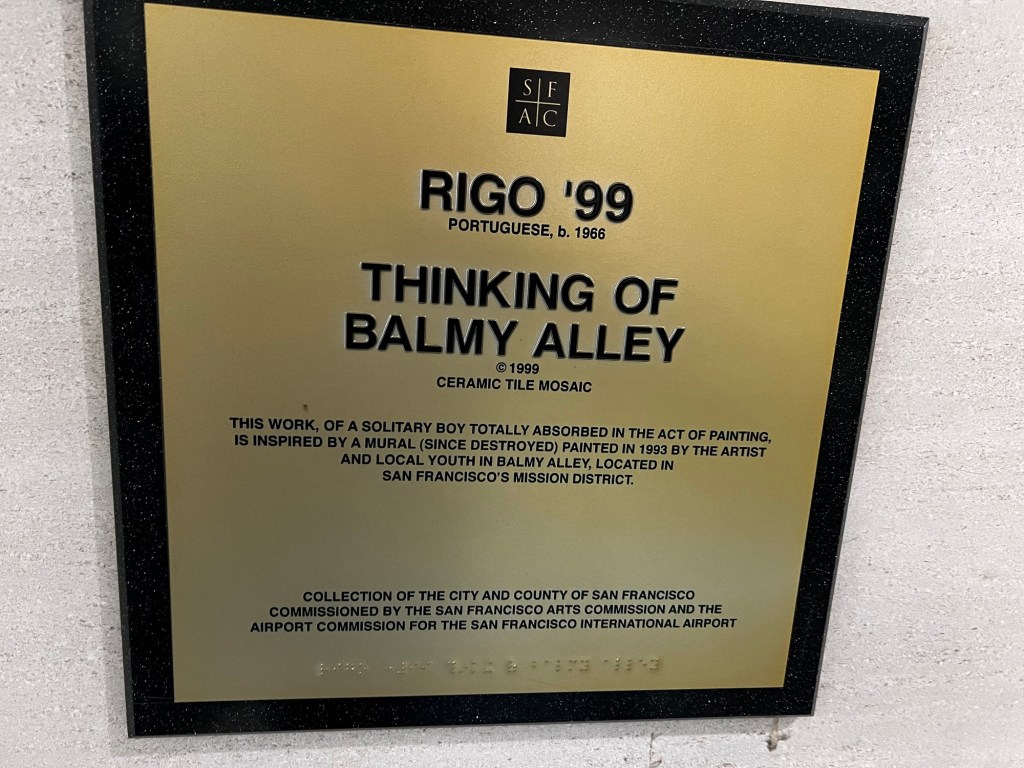 S F
A C
RIGO '99
PORTUGUESE, b. 1966
THINKING OF
BALMY ALLEY
© 1999
CERAMIC TILE MOSAIC
THIS WORK, OF A SOLITARY BOY TOTALLY ABSORBED IN THE ACT OF PAINTING,
IS INSPIRED BY A MURAL (SINCE DESTROYED) PAINTED IN 1993 BY THE ARTIST
AND LOCAL YOUTH IN BALMY ALLEY, LOCATED IN
SAN FRANCISCO'S MISSION DISTRICT.
COLLECTION OF THE CITY AND COUNTY OF SAN FRANCISCO
COMMISSIONED BY THE SAN FRANCISCO ARTS COMMISSION AND THE
AIRPORT COMMISSION FOR THE SAN FRANCISCO INTERNATIONAL AIRPORT